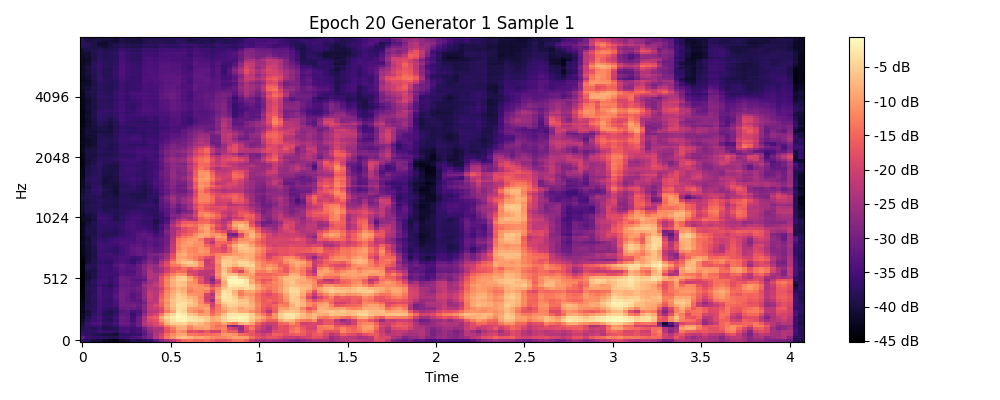 Epoch 20 Generator 1 Sample 1
Hz
4096
2048
1024
512
0
0 0.5 1 1.5 2 2.5 3 3.5 4
Time
-5 dB
-10 dB
-15 dB
-20 dB
-25 dB
-30 dB
-35 dB
-40 dB
-45 dB